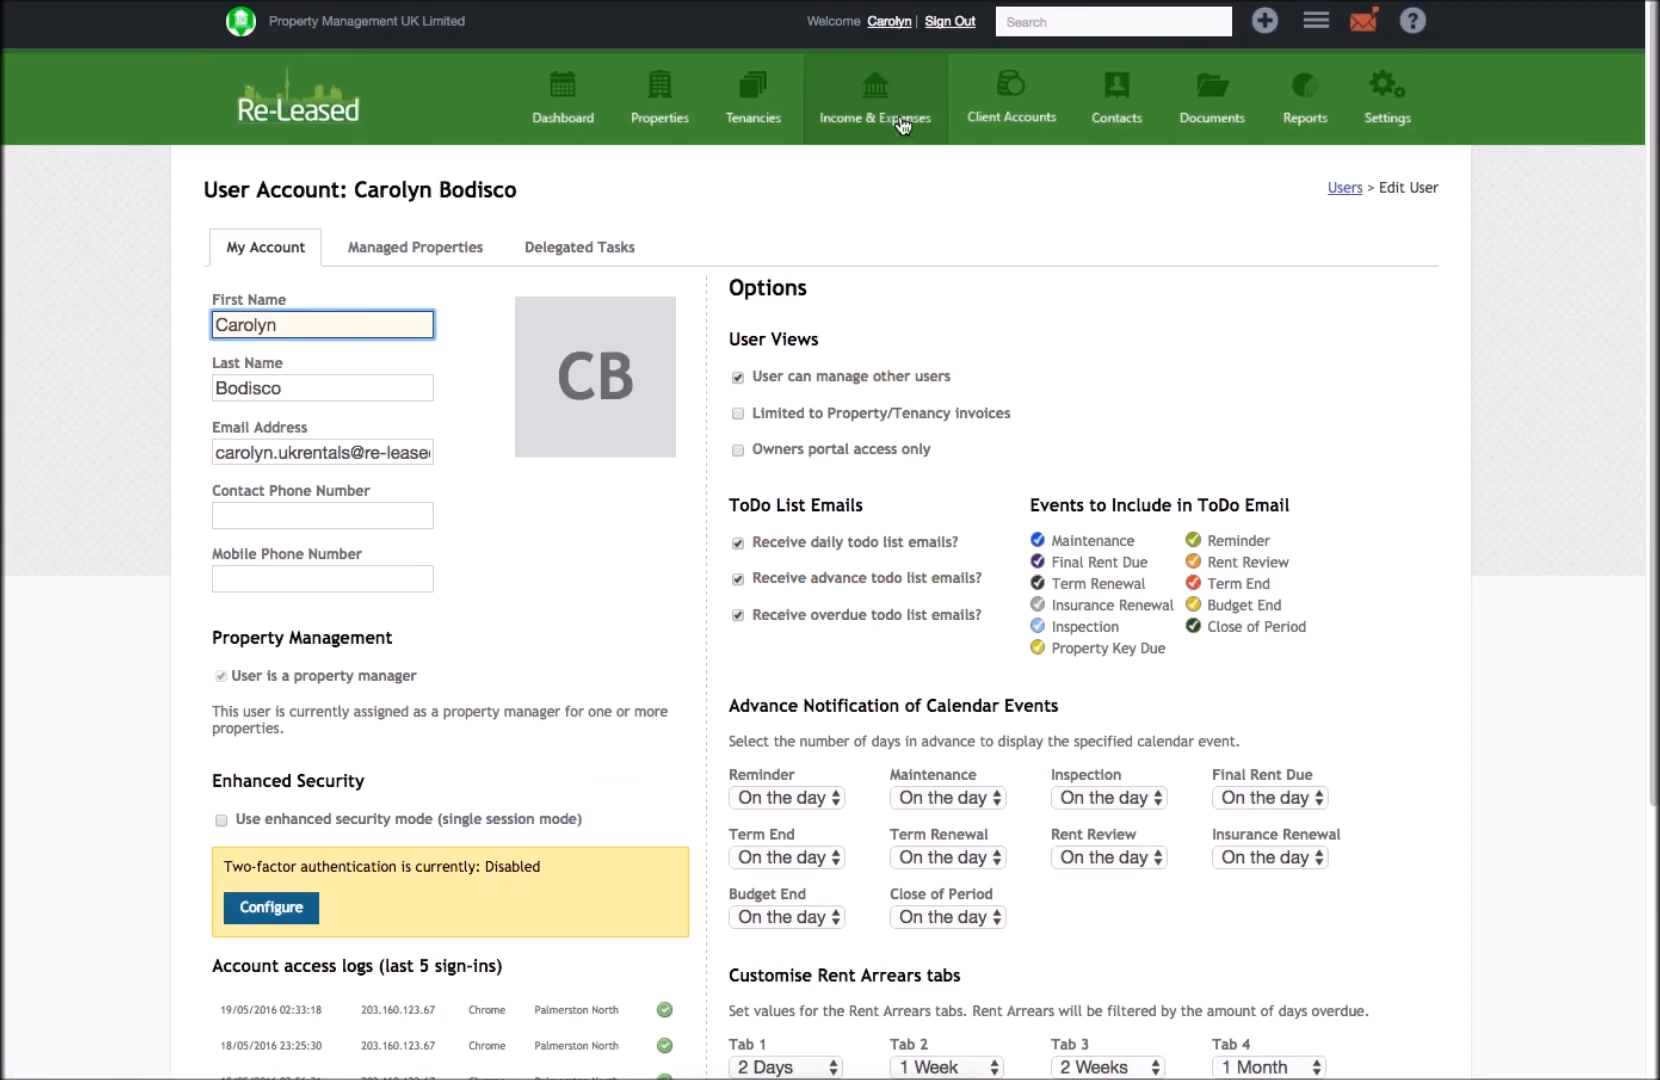 Property Management UK Limited
Welcome Carolyn | Sign Out
Search
Re-Leased
Dashboard
Properties
Tenancies
Income & Expenses
Client Accounts
Contacts
Documents
Reports
Settings
User Account: Carolyn Bodisco
Users > Edit User
My Account
Managed Properties
Delegated Tasks
First Name
Carolyn
Last Name
Bodisco
Email Address
carolyn.ukrentals@re-lease
Contact Phone Number
Mobile Phone Number
CB
Property Management
User is a property manager
This user is currently assigned as a property manager for one or more
properties.
Enhanced Security
Use enhanced security mode (single session mode)
Two-factor authentication is currently: Disabled
Configure
Account access logs (last 5 sign-ins)
19/05/2016 02:33:18 203.160.123.67 Chrome Palmerston North
18/05/2016 23:25:30 203.160.123.67 Chrome Palmerston North
Options
User Views
User can manage other users
Limited to Property/Tenancy invoices
Owners portal access only
ToDo List Emails
Receive daily todo list emails?
Receive advance todo list emails?
Receive overdue todo list emails?
Events to Include in ToDo Email
Maintenance
Reminder
Final Rent Due
Rent Review
Term Renewal
Term End
Insurance Renewal
Budget End
Inspection
Close of Period
Property Key Due
Advance Notification of Calendar Events
Select the number of days in advance to display the specified calendar event.
Reminder Maintenance Inspection Final Rent Due
On the day On the day On the day On the day
Term End Term Renewal Rent Review Insurance Renewal
On the day On the day On the day On the day
Budget End Close of Period
On the day On the day
Customise Rent Arrears tabs
Set values for the Rent Arrears tabs. Rent Arrears will be filtered by the amount of days overdue.
Tab 1 Tab 2 Tab 3 Tab 4
2 Days 1 Week 2 Weeks 1 Month